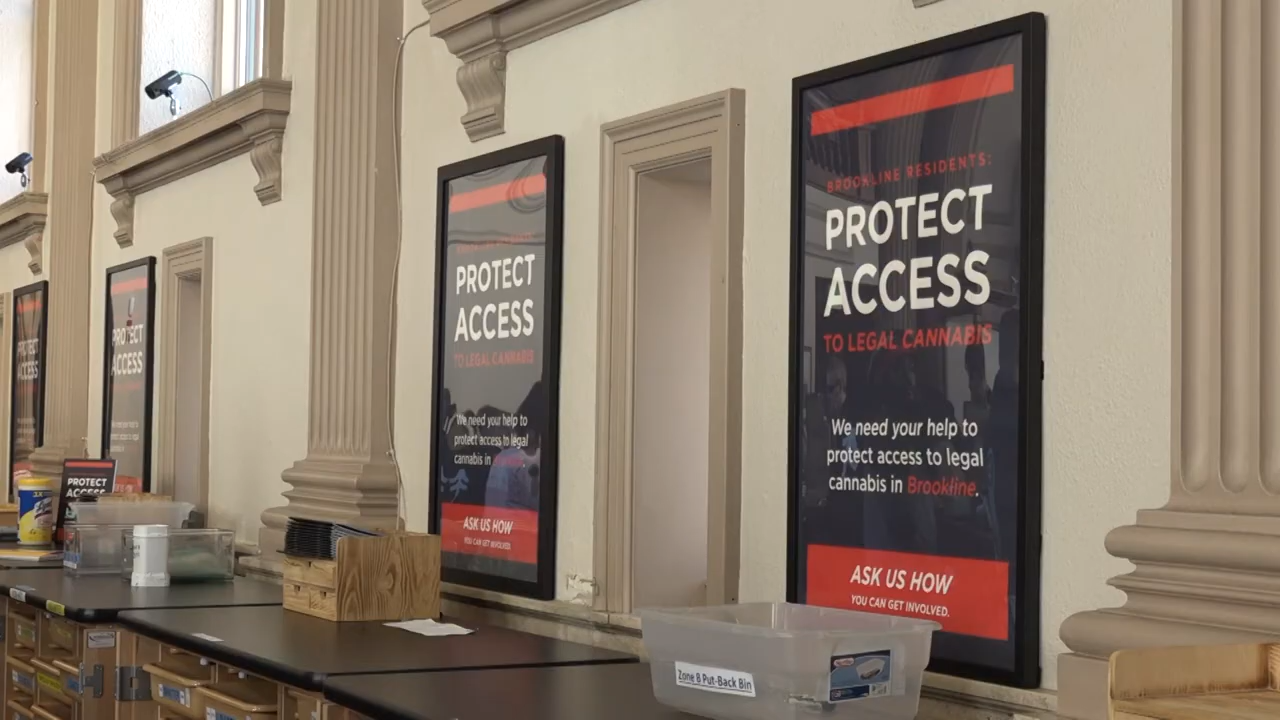 BROOKLINE RESIDENTS:
PROTECT
ACCESS
TO LEGAL CANNABIS
We need your help to
protect access to legal
cannabis in Brookline.
ASK US HOW
YOU CAN GET INVOLVED.
PROTECT
ACCESS
TO LEGAL CANNABIS
We need your help to
protect access to legal
cannabis in
ASK US HOW
YOU CAN GET INVOLVED
PROTECT
ACCESS
PROTECT
ACCESS
PROTECT
ACCESS
Zone B Put-Back Bin